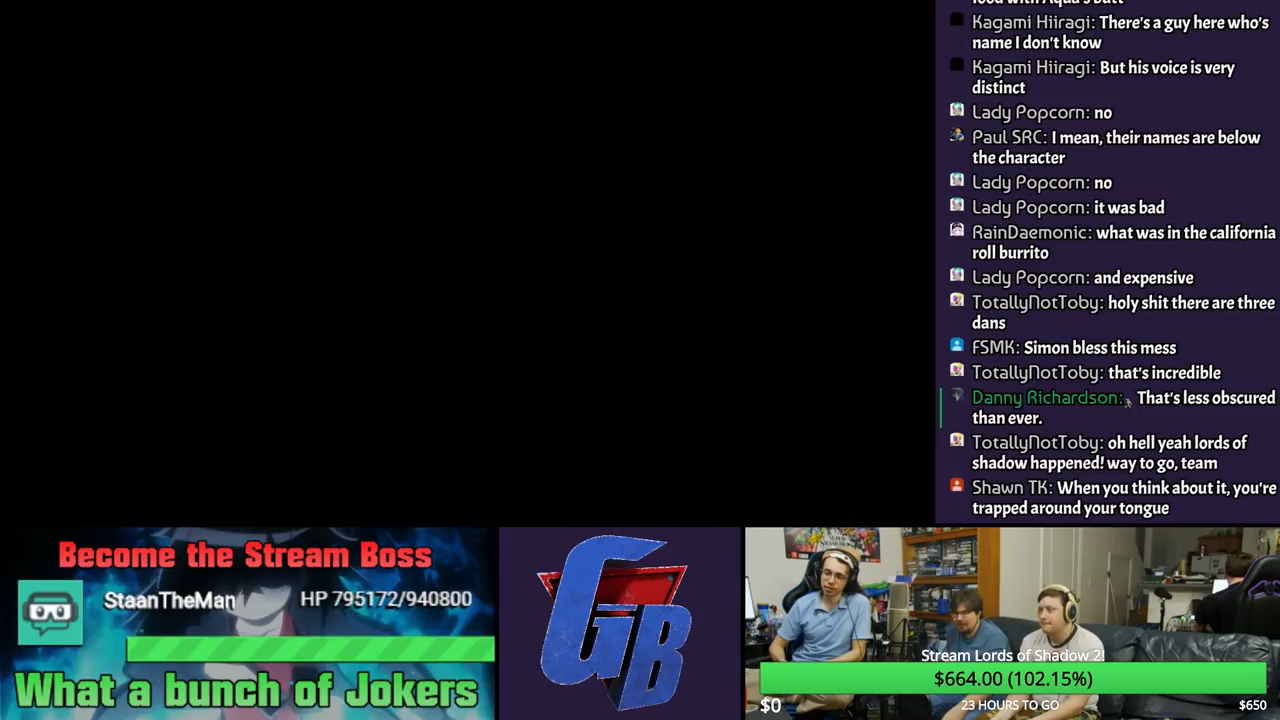 food with Aqua's butt
Kagami Hiiragi: There's a guy here who's
name I don't know
Kagami Hiiragi: But his voice is very
distinct
Lady Popcorn: no
Paul SRC: I mean, their names are below
the character
Lady Popcorn: no
Lady Popcorn: it was bad
RainDaemonic: what was in the california
roll burrito
Lady Popcorn: and expensive
TotallyNotToby: holy shit there are three
dans
FSMK: Simon bless this mess
TotallyNotToby: that's incredible
Danny Richardson: That's less obscured
than ever.
TotallyNotToby: oh hell yeah lords of
shadow happened! way to go, team
Shawn TK: When you think about it, you're
trapped around your tongue
Become the Stream Boss
StaanTheMan HP 795172/940800
What a bunch of Jokers
GB
Stream Lords of Shadow 2!
$664.00 (102.15%)
$0 23 HOURS TO GO $650